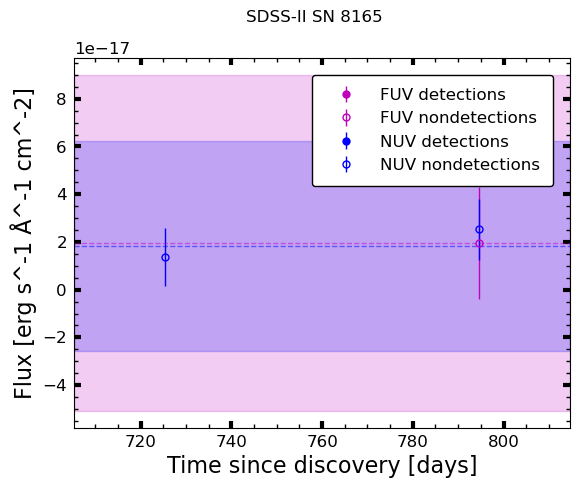 SDSS-II SN 8165
1e−17
FUV detections
FUV nondetections
NUV detections
NUV nondetections
8
6
4
2
0
−2
−4
Flux [erg s^-1 Å^-1 cm^-2]
720
740
760
780
800
Time since discovery [days]